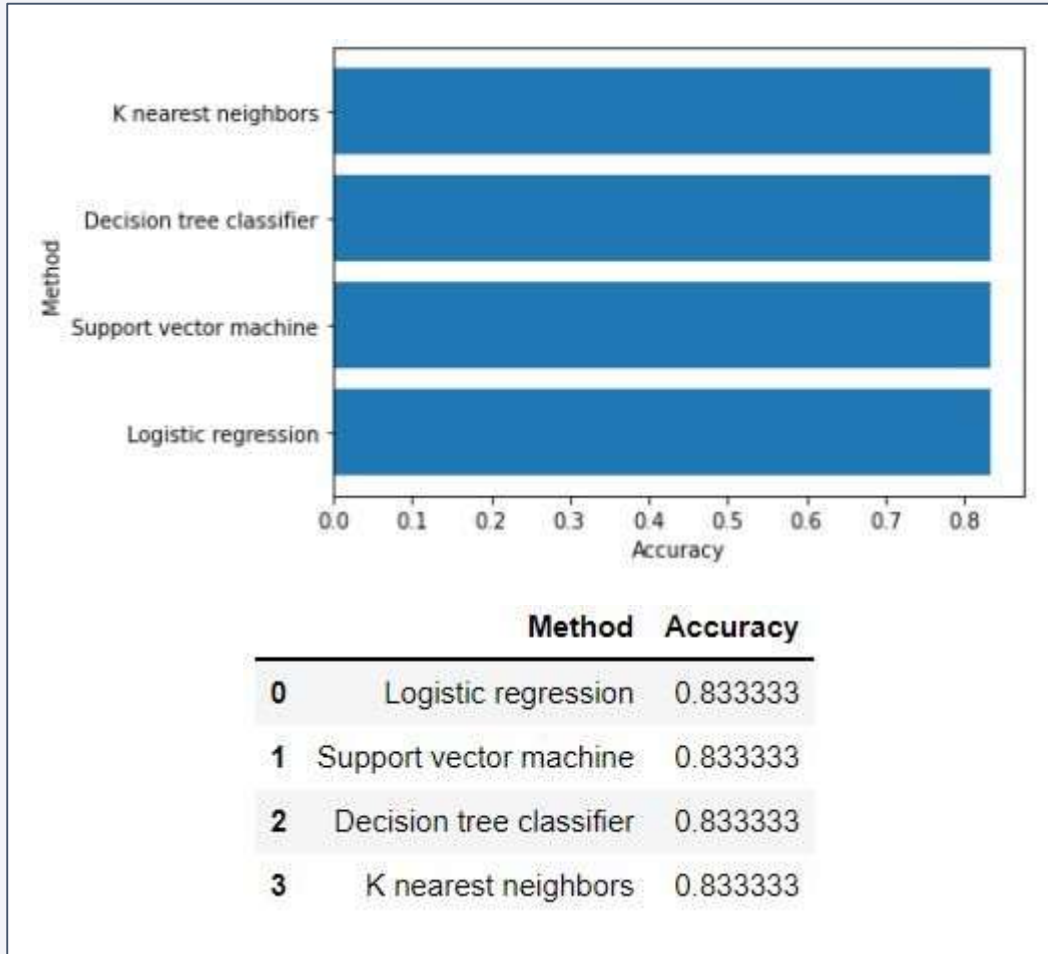 K nearest neighbors
Decision tree classifier
Support vector machine
Logistic regression
Method
0.0 0.1 0.2 0.3 0.4 0.5 0.6 0.7 0.8
Accuracy
Method Accuracy
0 Logistic regression 0.833333
1 Support vector machine 0.833333
2 Decision tree classifier 0.833333
3 K nearest neighbors 0.833333